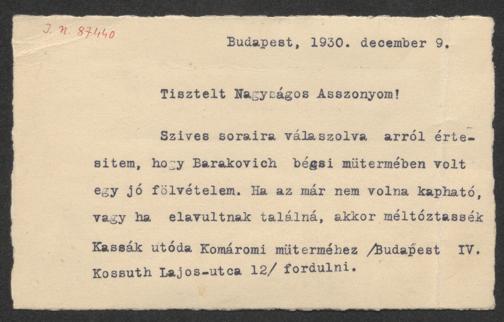 I. N. 87440
Budapest, 1930. december 9.
Tisztelt Nagyságos Asszonyom!
Szives soraira válaszolva arról érte-
sitem, hogy Barakovich bégsi mütermében volt
egy jó fölvételem. Ha az már nem volna kapható,
vagy ha elavultnak találná, akkor méltóztassék
Kassák utóda Komáromi müterméhez /Budapest IV.
Kossuth Lajos-utca 12/ fordulni.